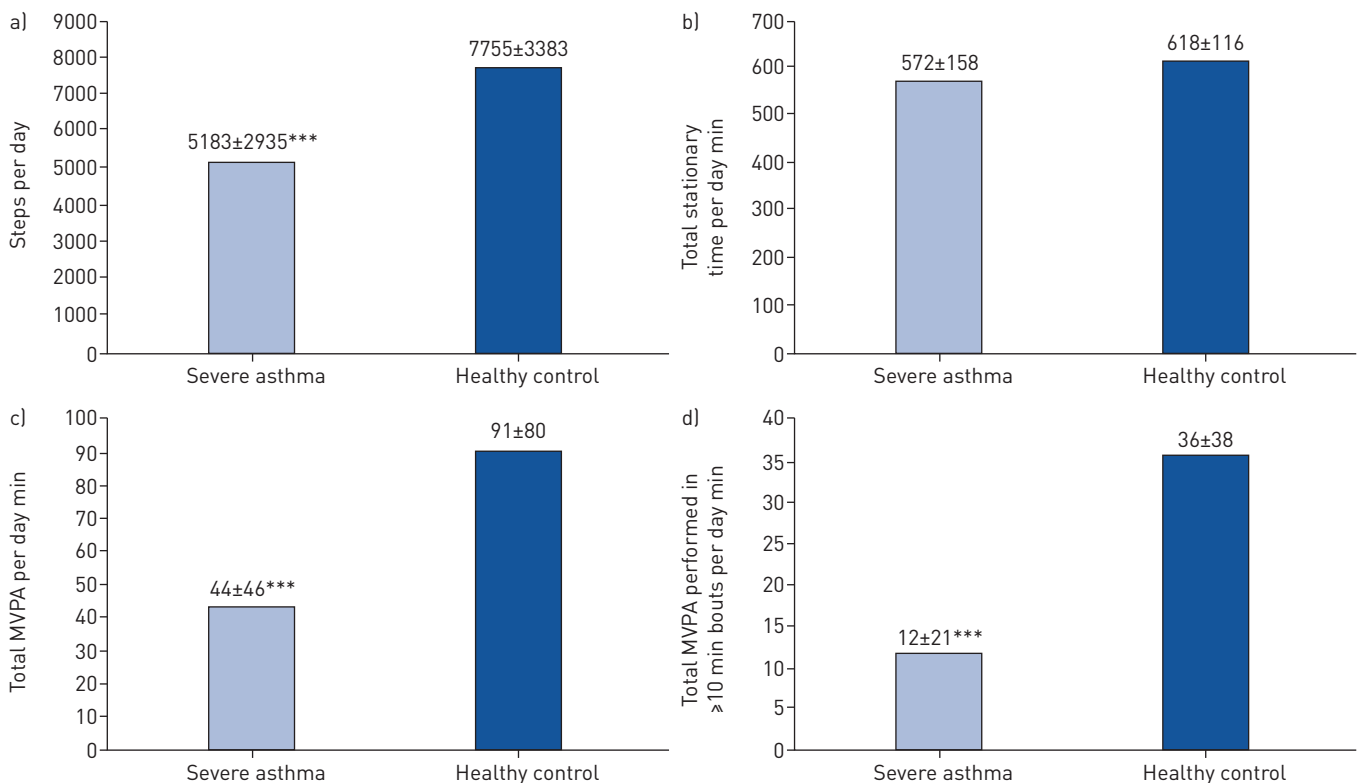 a)
Steps per day
9000
8000
7000
6000
5000
4000
3000
2000
1000
0
5183±2935***
7755±3383
Severe asthma
Healthy control
b)
Total stationary
time per day min
700
600
500
400
300
200
100
0
572±158
618±116
Severe asthma
Healthy control
c)
Total MVPA per day min
100
90
80
70
60
50
40
30
20
10
0
44±46***
91±80
Severe asthma
Healthy control
d)
Total MVPA performed in
≥10 min bouts per day min
40
35
30
25
20
15
10
5
0
12±21***
36±38
Severe asthma
Healthy control